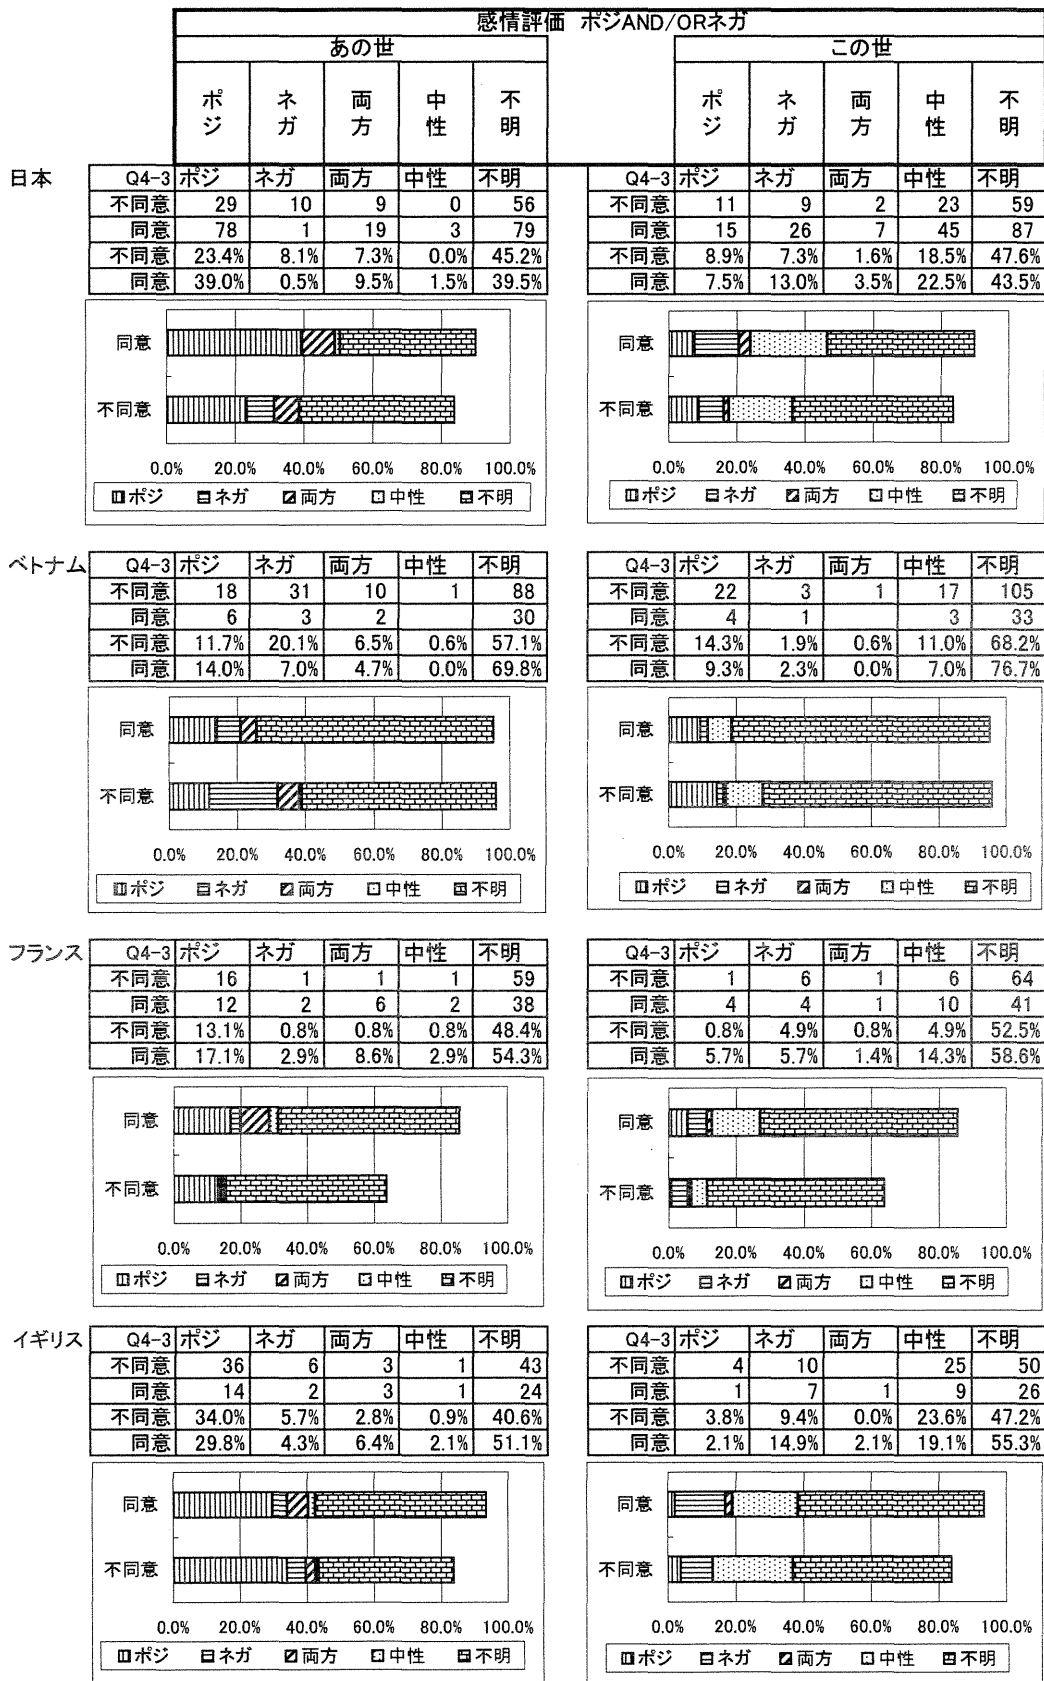 感情評価 ポジAND/ORネガ
あの世 この世
ポジ ネガ 両方 中性 不明 ポジ ネガ 両方 中性 不明
日本
Q4-3 ポジ ネガ 両方 中性 不明
不同意 29 10 9 0 56
同意 78 1 19 3 79
不同意 23.4% 8.1% 7.3% 0.0% 45.2%
同意 39.0% 0.5% 9.5% 1.5% 39.5%
同意
不同意
0.0% 20.0% 40.0% 60.0% 80.0% 100.0%
ポジ ネガ 両方 中性 不明
Q4-3 ポジ ネガ 両方 中性 不明
不同意 11 9 2 23 59
同意 15 26 7 45 87
不同意 8.9% 7.3% 1.6% 18.5% 47.6%
同意 7.5% 13.0% 3.5% 22.5% 43.5%
同意
不同意
0.0% 20.0% 40.0% 60.0% 80.0% 100.0%
ポジ ネガ 両方 中性 不明
ベトナム
Q4-3 ポジ ネガ 両方 中性 不明
不同意 18 31 10 1 88
同意 6 3 2 30
不同意 11.7% 20.1% 6.5% 0.6% 57.1%
同意 14.0% 7.0% 4.7% 0.0% 69.8%
同意
不同意
0.0% 20.0% 40.0% 60.0% 80.0% 100.0%
ポジ ネガ 両方 中性 不明
Q4-3 ポジ ネガ 両方 中性 不明
不同意 22 3 1 17 105
同意 4 1 3 33
不同意 14.3% 1.9% 0.6% 11.0% 68.2%
同意 9.3% 2.3% 0.0% 7.0% 76.7%
同意
不同意
0.0% 20.0% 40.0% 60.0% 80.0% 100.0%
ポジ ネガ 両方 中性 不明
フランス
Q4-3 ポジ ネガ 両方 中性 不明
不同意 16 1 1 1 59
同意 12 2 6 2 38
不同意 13.1% 0.8% 0.8% 0.8% 48.4%
同意 17.1% 2.9% 8.6% 2.9% 54.3%
同意
不同意
0.0% 20.0% 40.0% 60.0% 80.0% 100.0%
ポジ ネガ 両方 中性 不明
Q4-3 ポジ ネガ 両方 中性 不明
不同意 1 6 1 6 64
同意 4 4 1 10 41
不同意 0.8% 4.9% 0.8% 4.9% 52.5%
同意 5.7% 5.7% 1.4% 14.3% 58.6%
同意
不同意
0.0% 20.0% 40.0% 60.0% 80.0% 100.0%
ポジ ネガ 両方 中性 不明
イギリス
Q4-3 ポジ ネガ 両方 中性 不明
不同意 36 6 3 1 43
同意 14 2 3 1 24
不同意 34.0% 5.7% 2.8% 0.9% 40.6%
同意 29.8% 4.3% 6.4% 2.1% 51.1%
同意
不同意
0.0% 20.0% 40.0% 60.0% 80.0% 100.0%
ポジ ネガ 両方 中性 不明
Q4-3 ポジ ネガ 両方 中性 不明
不同意 4 10 25 50
同意 1 7 1 9 26
不同意 3.8% 9.4% 0.0% 23.6% 47.2%
同意 2.1% 14.9% 2.1% 19.1% 55.3%
同意
不同意
0.0% 20.0% 40.0% 60.0% 80.0% 100.0%
ポジ ネガ 両方 中性 不明